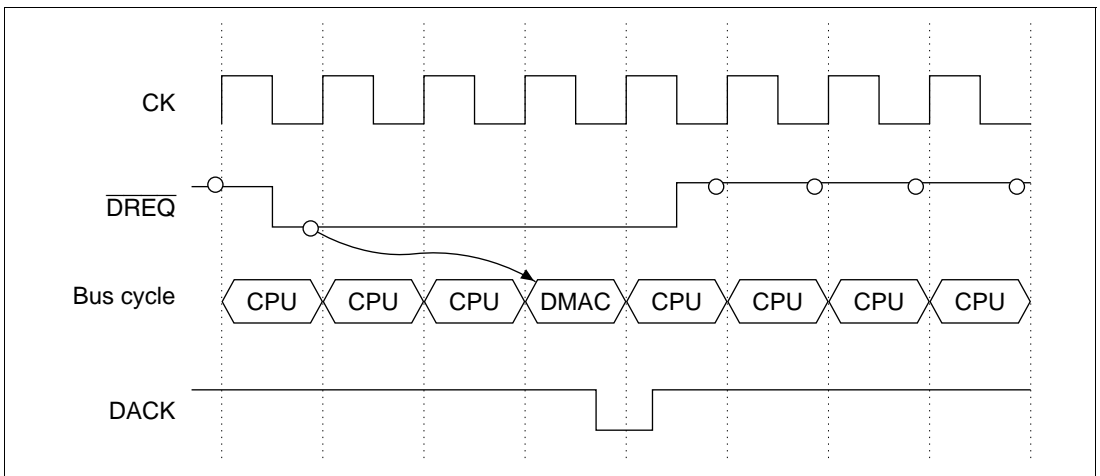 CK
DREQ
Bus cycle CPU CPU CPU DMAC CPU CPU CPU CPU
DACK